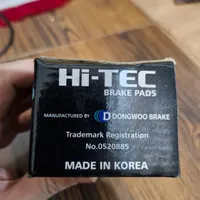 Hi-TEC
BRAKE PADS
MANUFACTURED BY D DONGWOO BRAKE
Trademark Registration
No.0520885
MADE IN KOREA